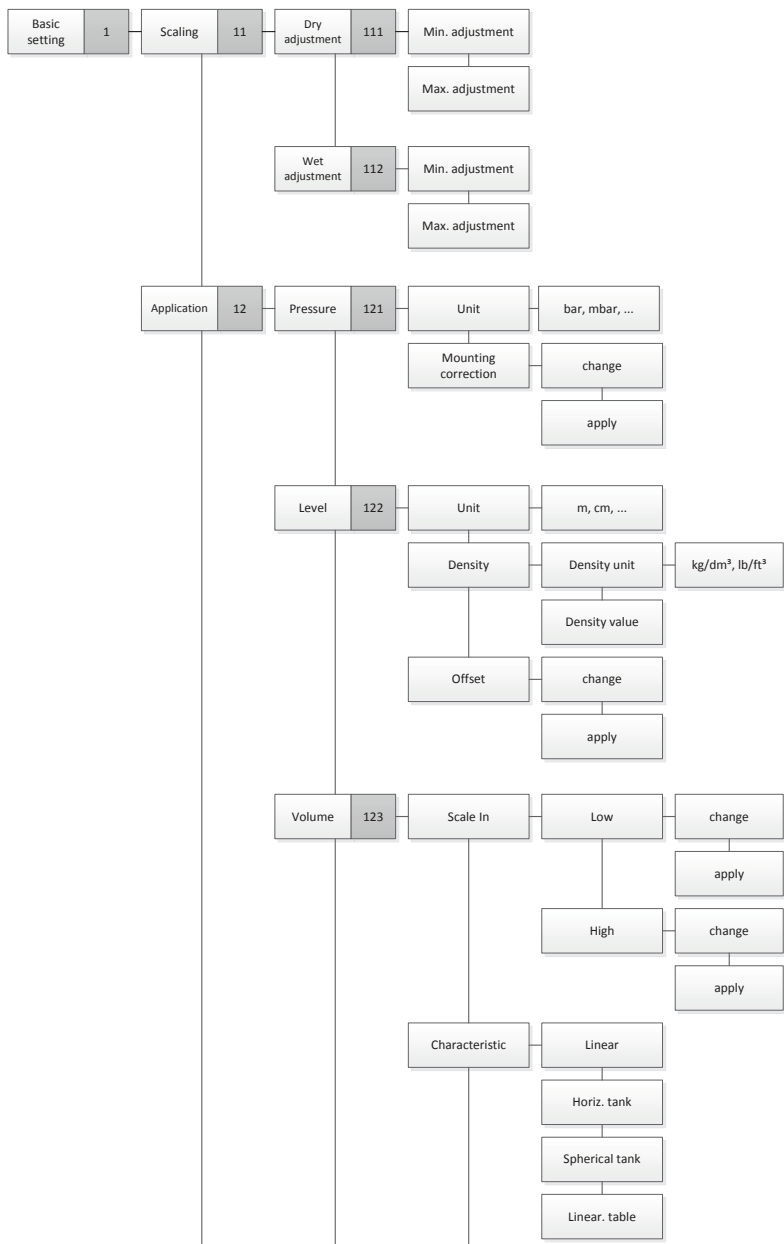 Basic
setting
1
Scaling
11
Dry
adjustment
111
Min. adjustment
Max. adjustment
Wet
adjustment
112
Min. adjustment
Max. adjustment
Application
12
Pressure
121
Unit
bar, mbar, ...
Mounting
correction
change
apply
Level
122
Unit
m, cm, ...
Density
Density unit
kg/dm³, lb/ft³
Density value
Offset
change
apply
Volume
123
Scale In
Low
change
apply
High
change
apply
Characteristic
Linear
Horiz. tank
Spherical tank
Linear. table